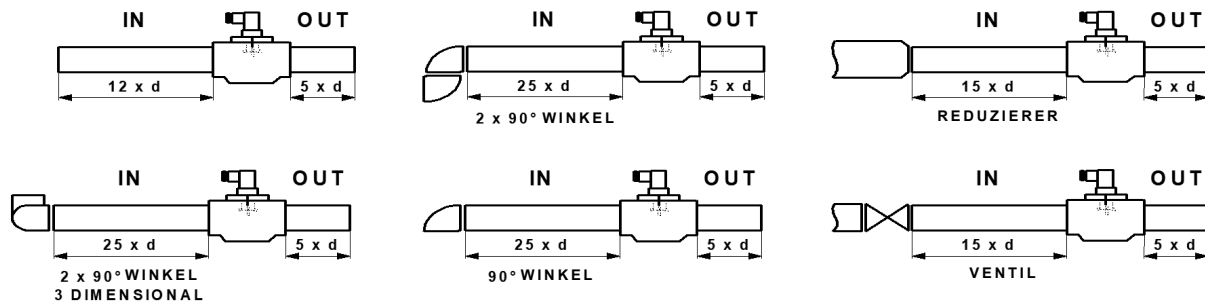 IN OUT
12 x d 5 x d
IN OUT
25 x d 5 x d
2 x 90° WINKEL
IN OUT
15 x d 5 x d
REDUZIERER
IN OUT
25 x d 5 x d
2 x 90° WINKEL
3 DIMENSIONAL
IN OUT
25 x d 5 x d
90° WINKEL
IN OUT
15 x d 5 x d
VENTIL